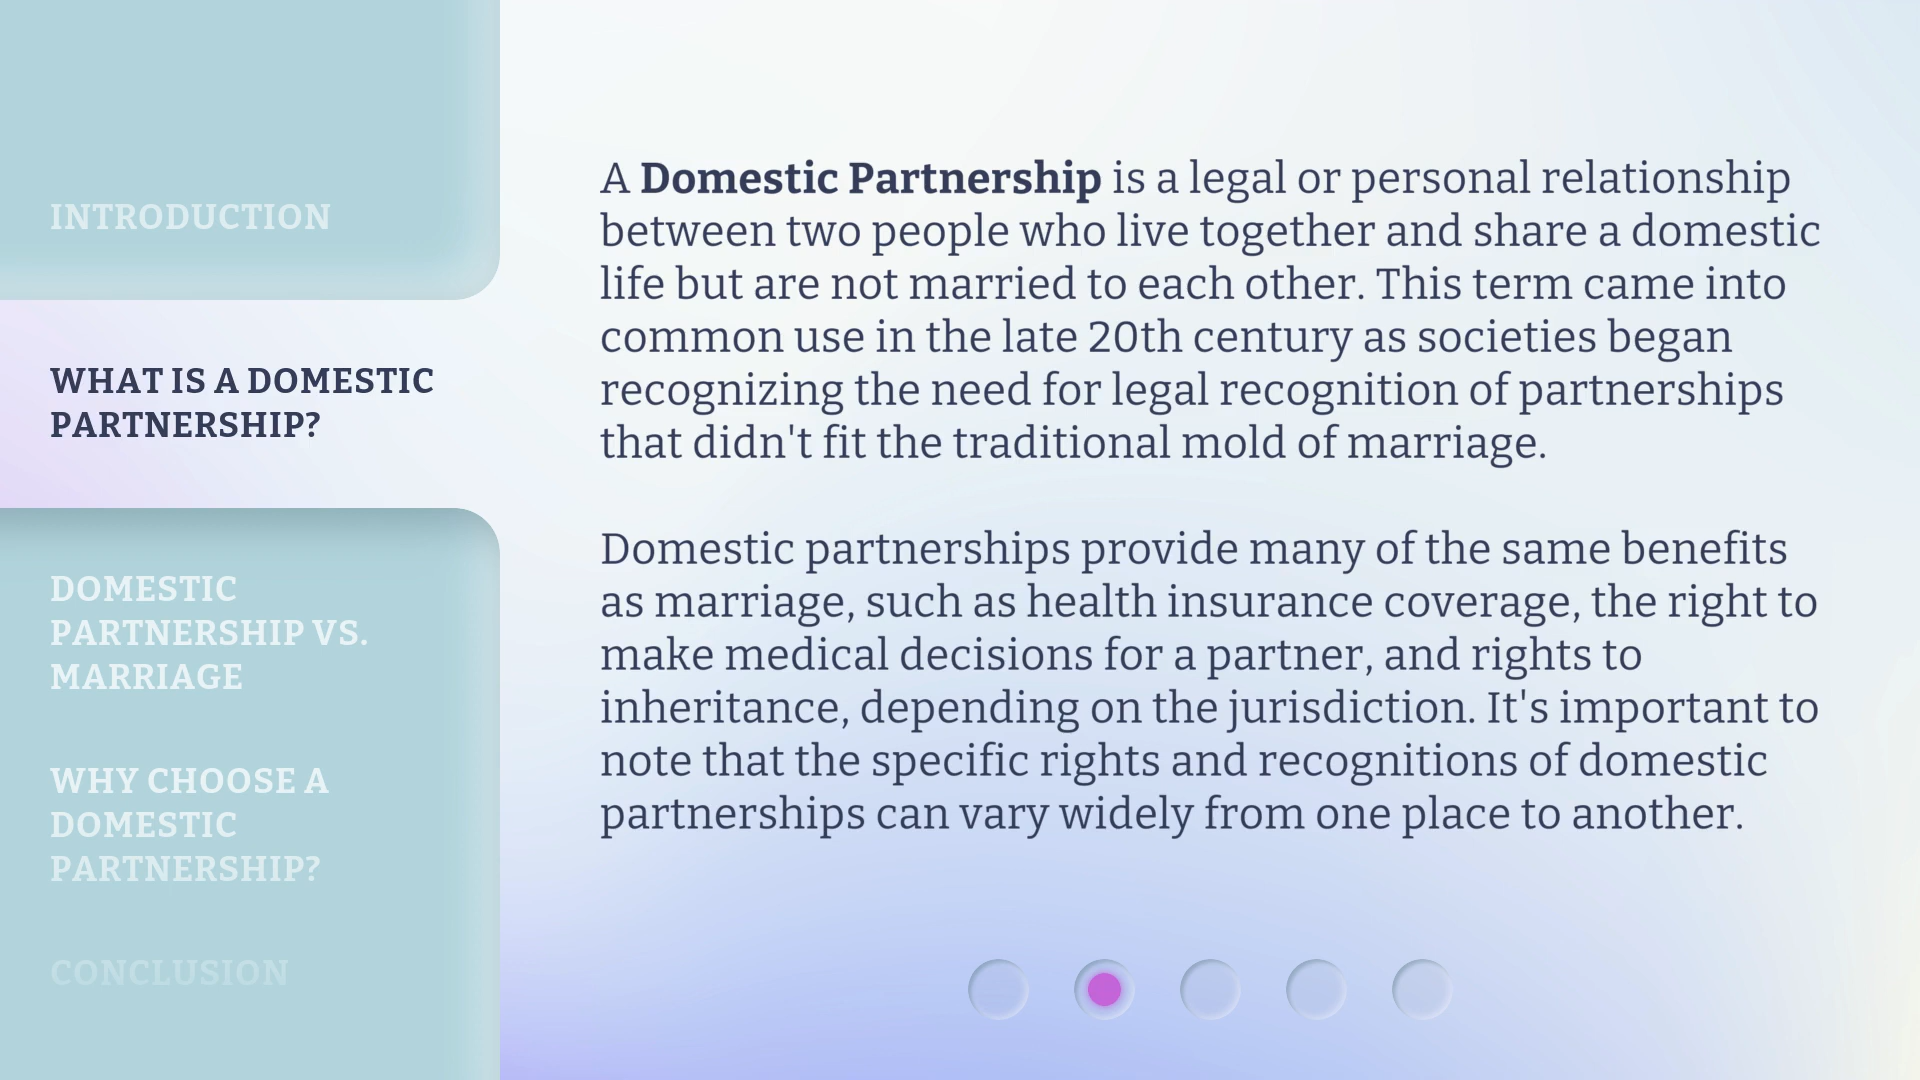 INTRODUCTION
WHAT IS A DOMESTIC
PARTNERSHIP?
DOMESTIC
PARTNERSHIP VS.
MARRIAGE
WHY CHOOSE A
DOMESTIC
PARTNERSHIP?
CONCLUSION
A Domestic Partnership is a legal or personal relationship
between two people who live together and share a domestic
life but are not married to each other. This term came into
common use in the late 20th century as societies began
recognizing the need for legal recognition of partnerships
that didn't fit the traditional mold of marriage.
Domestic partnerships provide many of the same benefits
as marriage, such as health insurance coverage, the right to
make medical decisions for a partner, and rights to
inheritance, depending on the jurisdiction. It's important to
note that the specific rights and recognitions of domestic
partnerships can vary widely from one place to another.